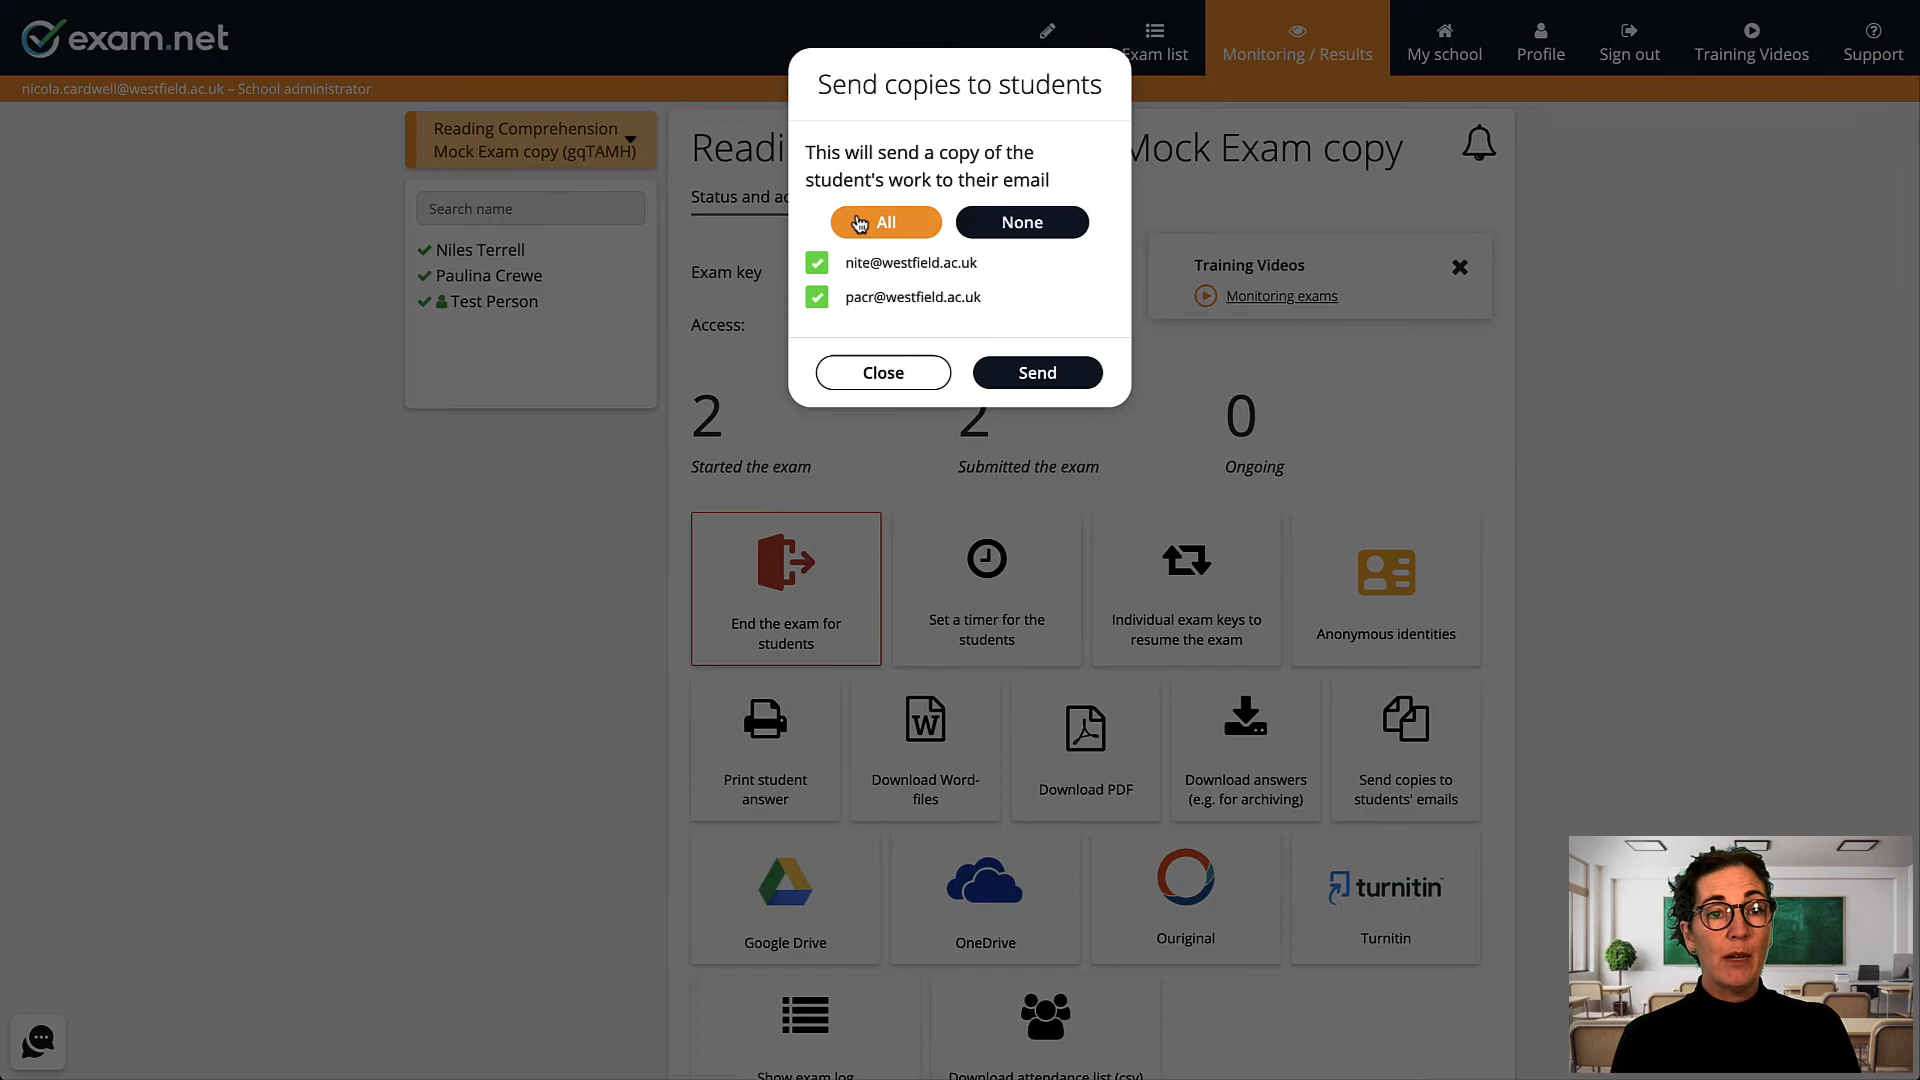 exam.net
Exam list
Monitoring / Results
My school
Profile
Sign out
Training Videos
Support
nicola.cardwell@westfield.ac.uk – School administrator
Reading Comprehension
Mock Exam copy (gqTAMH)
Search name
Niles Terrell
Paulina Crewe
Test Person
Readi
Mock Exam copy
Status and ac
Exam key
Access:
Send copies to students
This will send a copy of the
student's work to their email
All
None
nite@westfield.ac.uk
pacr@westfield.ac.uk
Close
Send
Training Videos
Monitoring exams
2
Started the exam
2
Submitted the exam
0
Ongoing
End the exam for
students
Set a timer for the
students
Individual exam keys to
resume the exam
Anonymous identities
Print student
answer
W
Download Word-
files
Download PDF
Download answers
(e.g. for archiving)
Send copies to
students' emails
Google Drive
OneDrive
Ouriginal
turnitin
Turnitin
Show exam log
Download attendance list (csv)